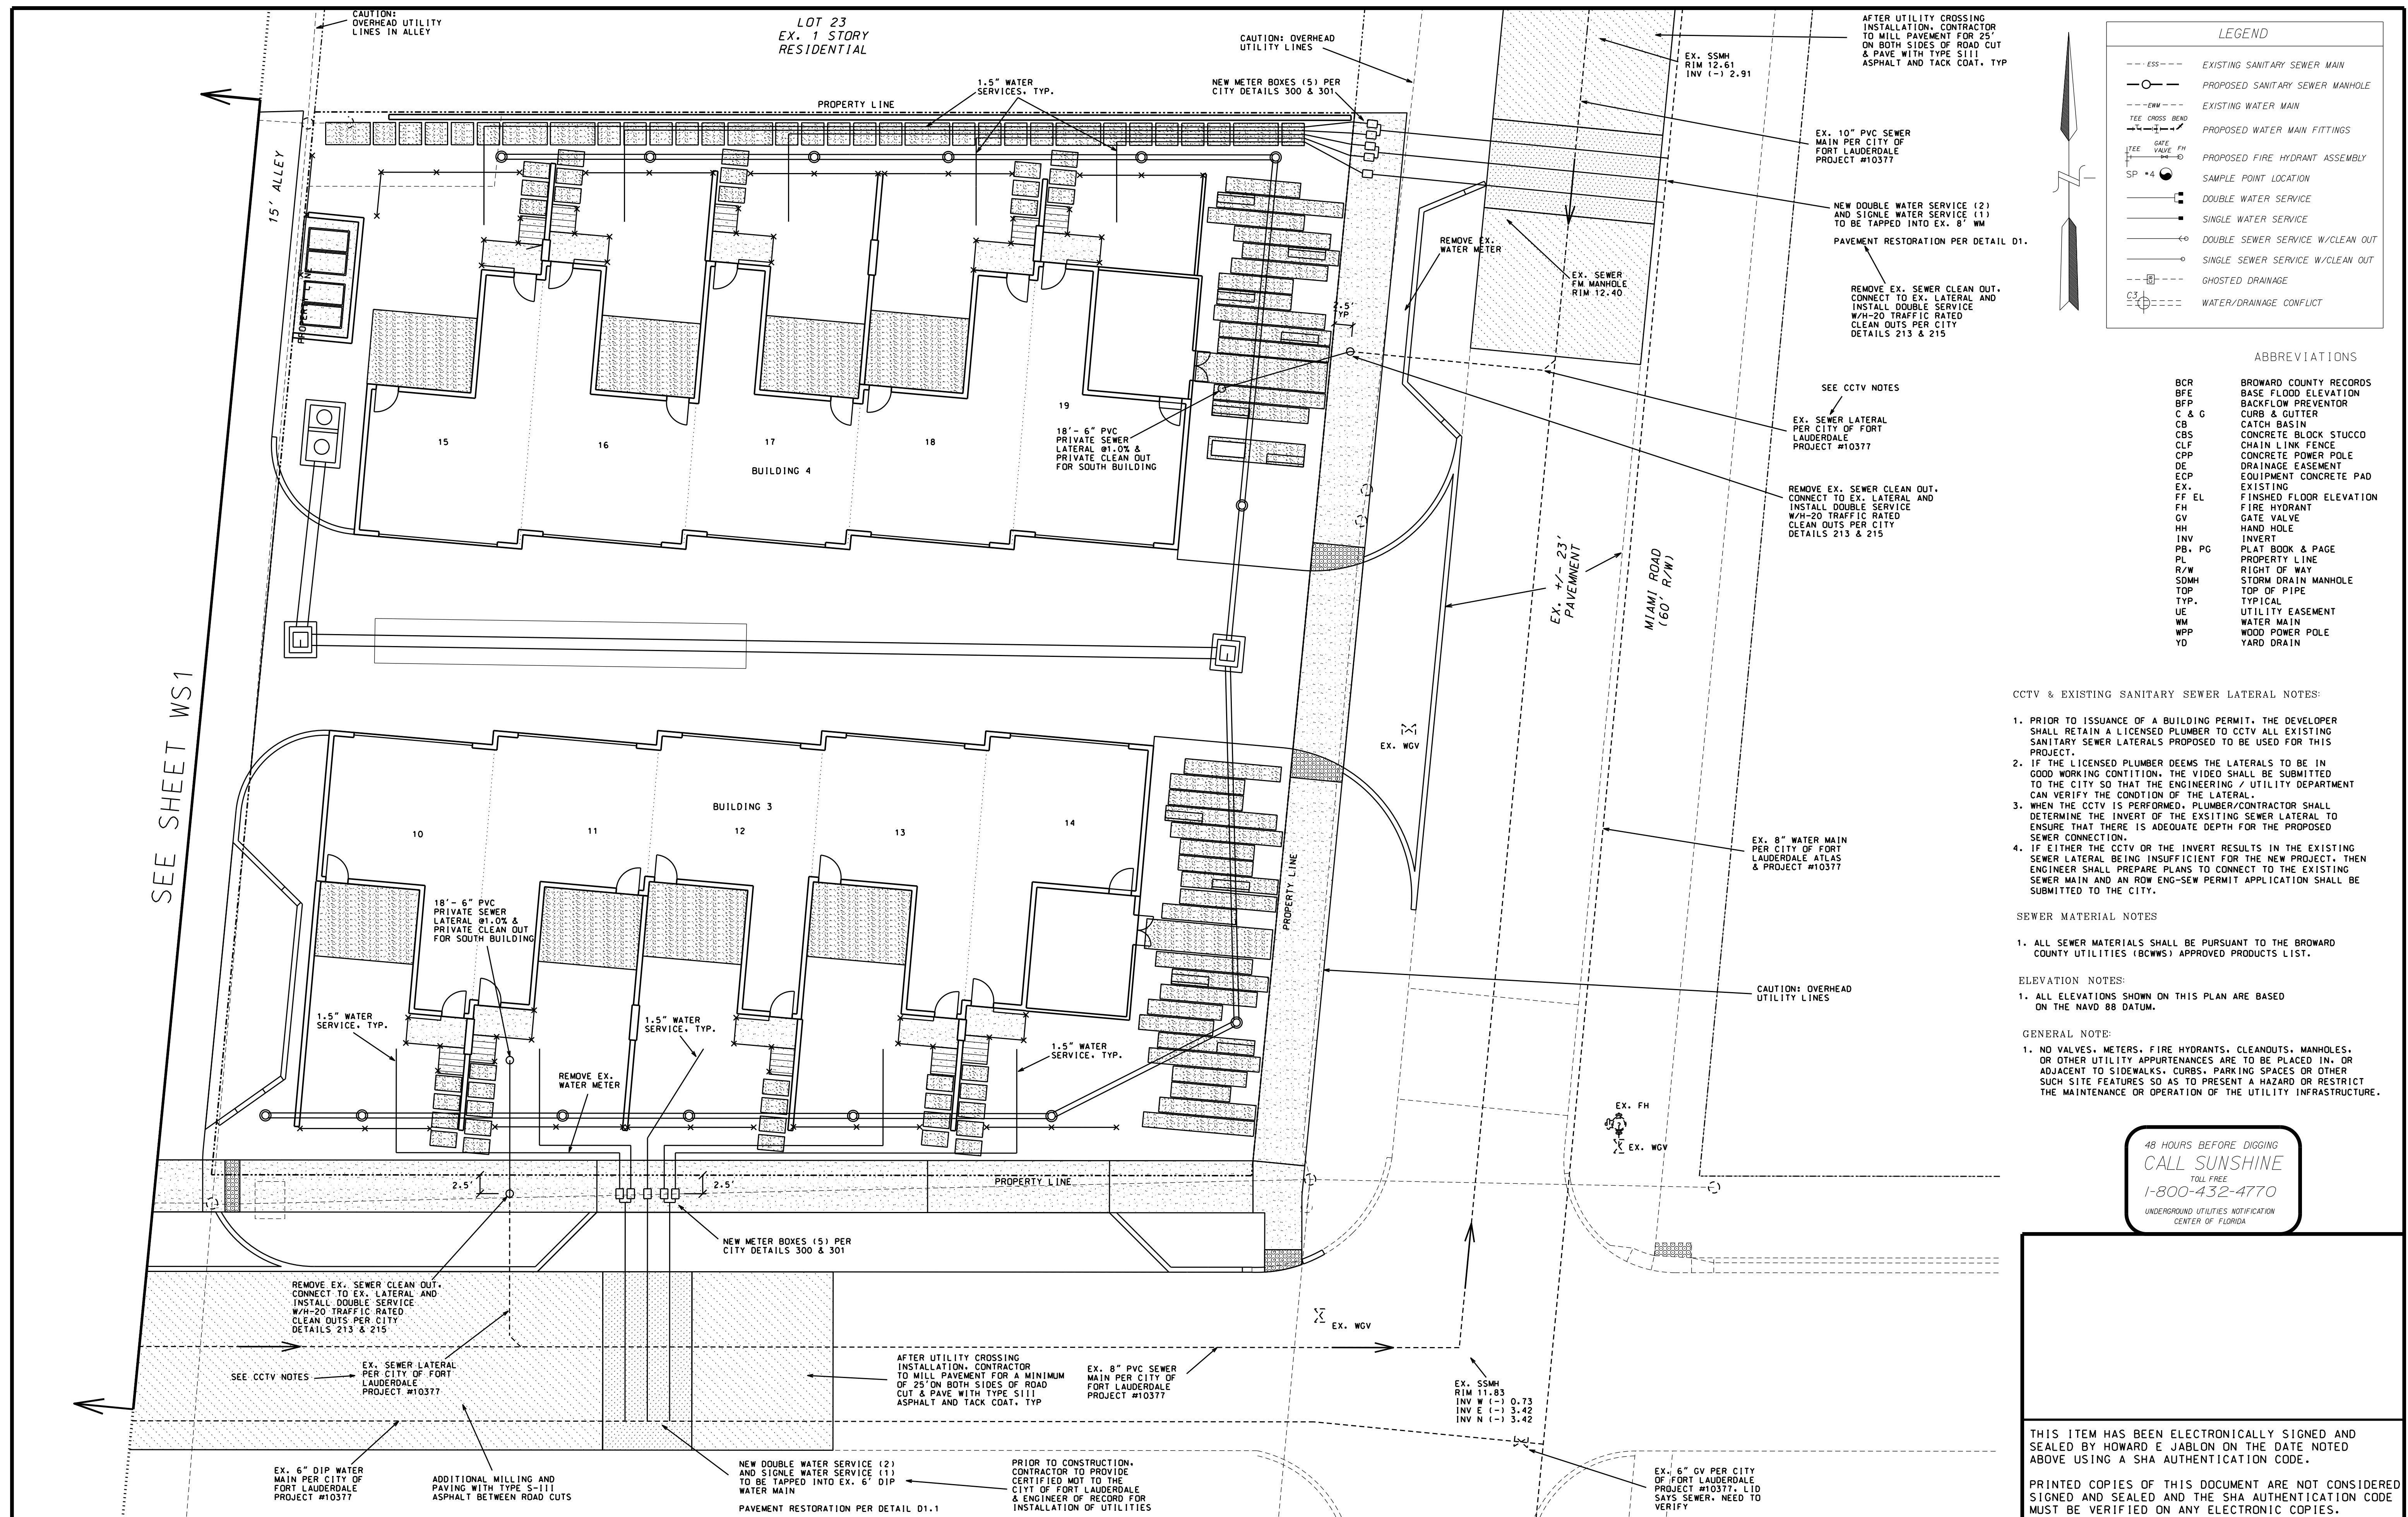 CAUTION:
OVERHEAD UTILITY
LINES IN ALLEY
LOT 23
EX. 1 STORY
RESIDENTIAL
CAUTION: OVERHEAD
UTILITY LINES
1.5" WATER
SERVICES, TYP.
NEW METER BOXES (5) PER
CITY DETAILS 300 & 301
PROPERTY LINE
EX. SSMH
RIM 12.61
INV (-) 2.91
AFTER UTILITY CROSSING
INSTALLATION, CONTRACTOR
TO MILL PAVEMENT FOR 25'
ON BOTH SIDES OF ROAD CUT
& PAVE WITH TYPE SIII
ASPHALT AND TACK COAT, TYP
EX. 10" PVC SEWER
MAIN PER CITY OF
FORT LAUDERDALE
PROJECT #10377
NEW DOUBLE WATER SERVICE (2)
AND SIGNLE WATER SERVICE (1)
TO BE TAPPED INTO EX. 8' WM
PAVEMENT RESTORATION PER DETAIL D1.
REMOVE EX. SEWER CLEAN OUT,
CONNECT TO EX. LATERAL AND
INSTALL DOUBLE SERVICE
W/H-20 TRAFFIC RATED
CLEAN OUTS PER CITY
DETAILS 213 & 215
SEE CCTV NOTES
EX. SEWER LATERAL
PER CITY OF FORT
LAUDERDALE
PROJECT #10377
REMOVE EX. SEWER CLEAN OUT,
CONNECT TO EX. LATERAL AND
INSTALL DOUBLE SERVICE
W/H-20 TRAFFIC RATED
CLEAN OUTS PER CITY
DETAILS 213 & 215
15' ALLEY
PROPERTY LINE
REMOVE EX.
WATER METER
EX. SEWER
FM MANHOLE
RIM 12.40
2.5'
TYP
15
16
17
18
19
BUILDING 4
18'- 6" PVC
PRIVATE SEWER
LATERAL @1.0% &
PRIVATE CLEAN OUT
FOR SOUTH BUILDING
EX. +/- 23'
PAVEMNENT
MIAMI ROAD
(60' R/W)
SEE SHEET WS1
EX. WGV
BUILDING 3
10
11
12
13
14
EX. 8" WATER MAIN
PER CITY OF FORT
LAUDERDALE ATLAS
& PROJECT #10377
PROPERTY LINE
18'- 6" PVC
PRIVATE SEWER
LATERAL @1.0% &
PRIVATE CLEAN OUT
FOR SOUTH BUILDING
CAUTION: OVERHEAD
UTILITY LINES
1.5" WATER
SERVICE, TYP.
1.5" WATER
SERVICE, TYP.
1.5" WATER
SERVICE, TYP.
REMOVE EX.
WATER METER
EX. FH
EX. WGV
2.5'
2.5'
PROPERTY LINE
NEW METER BOXES (5) PER
CITY DETAILS 300 & 301
REMOVE EX. SEWER CLEAN OUT,
CONNECT TO EX. LATERAL AND
INSTALL DOUBLE SERVICE
W/H-20 TRAFFIC RATED
CLEAN OUTS PER CITY
DETAILS 213 & 215
EX. WGV
SEE CCTV NOTES
EX. SEWER LATERAL
PER CITY OF FORT
LAUDERDALE
PROJECT #10377
AFTER UTILITY CROSSING
INSTALLATION, CONTRACTOR
TO MILL PAVEMENT FOR A MINIMUM
OF 25'ON BOTH SIDES OF ROAD
CUT & PAVE WITH TYPE SIII
ASPHALT AND TACK COAT, TYP
EX. 8" PVC SEWER
MAIN PER CITY OF
FORT LAUDERDALE
PROJECT #10377
EX. SSMH
RIM 11.83
INV W (-) 0.73
INV E (-) 3.42
INV N (-) 3.42
EX. 6" DIP WATER
MAIN PER CITY OF
FORT LAUDERDALE
PROJECT #10377
ADDITIONAL MILLING AND
PAVING WITH TYPE S-III
ASPHALT BETWEEN ROAD CUTS
NEW DOUBLE WATER SERVICE (2)
AND SIGNLE WATER SERVICE (1)
TO BE TAPPED INTO EX. 6' DIP
WATER MAIN
PAVEMENT RESTORATION PER DETAIL D1.1
PRIOR TO CONSTRUCTION,
CONTRACTOR TO PROVIDE
CERTIFIED MOT TO THE
CIYT OF FORT LAUDERDALE
& ENGINEER OF RECORD FOR
INSTALLATION OF UTILITIES
EX. 6" GV PER CITY
OF FORT LAUDERDALE
PROJECT #10377, LID
SAYS SEWER, NEED TO
VERIFY
LEGEND
ESS EXISTING SANITARY SEWER MAIN
PROPOSED SANITARY SEWER MANHOLE
EWM EXISTING WATER MAIN
TEE CROSS BEND
PROPOSED WATER MAIN FITTINGS
TEE GATE VALVE FH
PROPOSED FIRE HYDRANT ASSEMBLY
SP *4 SAMPLE POINT LOCATION
DOUBLE WATER SERVICE
SINGLE WATER SERVICE
DOUBLE SEWER SERVICE W/CLEAN OUT
SINGLE SEWER SERVICE W/CLEAN OUT
GHOSTED DRAINAGE
C3 WATER/DRAINAGE CONFLICT
ABBREVIATIONS
BCR BROWARD COUNTY RECORDS
BFE BASE FLOOD ELEVATION
BFP BACKFLOW PREVENTOR
C & G CURB & GUTTER
CB CATCH BASIN
CBS CONCRETE BLOCK STUCCO
CLF CHAIN LINK FENCE
CPP CONCRETE POWER POLE
DE DRAINAGE EASEMENT
ECP EQUIPMENT CONCRETE PAD
EX. EXISTING
FF EL FINSHED FLOOR ELEVATION
FH FIRE HYDRANT
GV GATE VALVE
HH HAND HOLE
INV INVERT
PB, PG PLAT BOOK & PAGE
PL PROPERTY LINE
R/W RIGHT OF WAY
SDMH STORM DRAIN MANHOLE
TOP TOP OF PIPE
TYP. TYPICAL
UE UTILITY EASEMENT
WM WATER MAIN
WPP WOOD POWER POLE
YD YARD DRAIN
CCTV & EXISTING SANITARY SEWER LATERAL NOTES:
1. PRIOR TO ISSUANCE OF A BUILDING PERMIT, THE DEVELOPER
SHALL RETAIN A LICENSED PLUMBER TO CCTV ALL EXISTING
SANITARY SEWER LATERALS PROPOSED TO BE USED FOR THIS
PROJECT.
2. IF THE LICENSED PLUMBER DEEMS THE LATERALS TO BE IN
GOOD WORKING CONTITION, THE VIDEO SHALL BE SUBMITTED
TO THE CITY SO THAT THE ENGINEERING / UTILITY DEPARTMENT
CAN VERIFY THE CONDTION OF THE LATERAL.
3. WHEN THE CCTV IS PERFORMED, PLUMBER/CONTRACTOR SHALL
DETERMINE THE INVERT OF THE EXSITING SEWER LATERAL TO
ENSURE THAT THERE IS ADEQUATE DEPTH FOR THE PROPOSED
SEWER CONNECTION.
4. IF EITHER THE CCTV OR THE INVERT RESULTS IN THE EXISTING
SEWER LATERAL BEING INSUFFICIENT FOR THE NEW PROJECT, THEN
ENGINEER SHALL PREPARE PLANS TO CONNECT TO THE EXISTING
SEWER MAIN AND AN ROW ENG-SEW PERMIT APPLICATION SHALL BE
SUBMITTED TO THE CITY.
SEWER MATERIAL NOTES
1. ALL SEWER MATERIALS SHALL BE PURSUANT TO THE BROWARD
COUNTY UTILITIES (BCWWS) APPROVED PRODUCTS LIST.
ELEVATION NOTES:
1. ALL ELEVATIONS SHOWN ON THIS PLAN ARE BASED
ON THE NAVD 88 DATUM.
GENERAL NOTE:
1. NO VALVES, METERS, FIRE HYDRANTS, CLEANOUTS, MANHOLES,
OR OTHER UTILITY APPURTENANCES ARE TO BE PLACED IN, OR
ADJACENT TO SIDEWALKS, CURBS, PARKING SPACES OR OTHER
SUCH SITE FEATURES SO AS TO PRESENT A HAZARD OR RESTRICT
THE MAINTENANCE OR OPERATION OF THE UTILITY INFRASTRUCTURE.
48 HOURS BEFORE DIGGING
CALL SUNSHINE
TOLL FREE
1-800-432-4770
UNDERGROUND UTILITIES NOTIFICATION
CENTER OF FLORIDA
THIS ITEM HAS BEEN ELECTRONICALLY SIGNED AND
SEALED BY HOWARD E JABLON ON THE DATE NOTED
ABOVE USING A SHA AUTHENTICATION CODE.
PRINTED COPIES OF THIS DOCUMENT ARE NOT CONSIDERED
SIGNED AND SEALED AND THE SHA AUTHENTICATION CODE
MUST BE VERIFIED ON ANY ELECTRONIC COPIES.